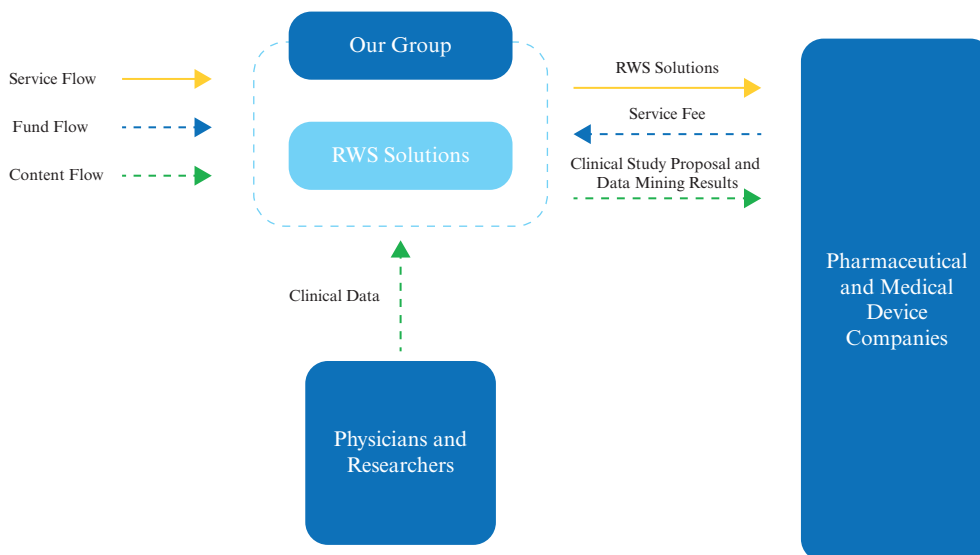 Our Group
RWS Solutions
Service Flow
Fund Flow
Content Flow
RWS Solutions
Service Fee
Clinical Study Proposal and
Data Mining Results
Pharmaceutical
and Medical
Device
Companies
Clinical Data
Physicians and
Researchers